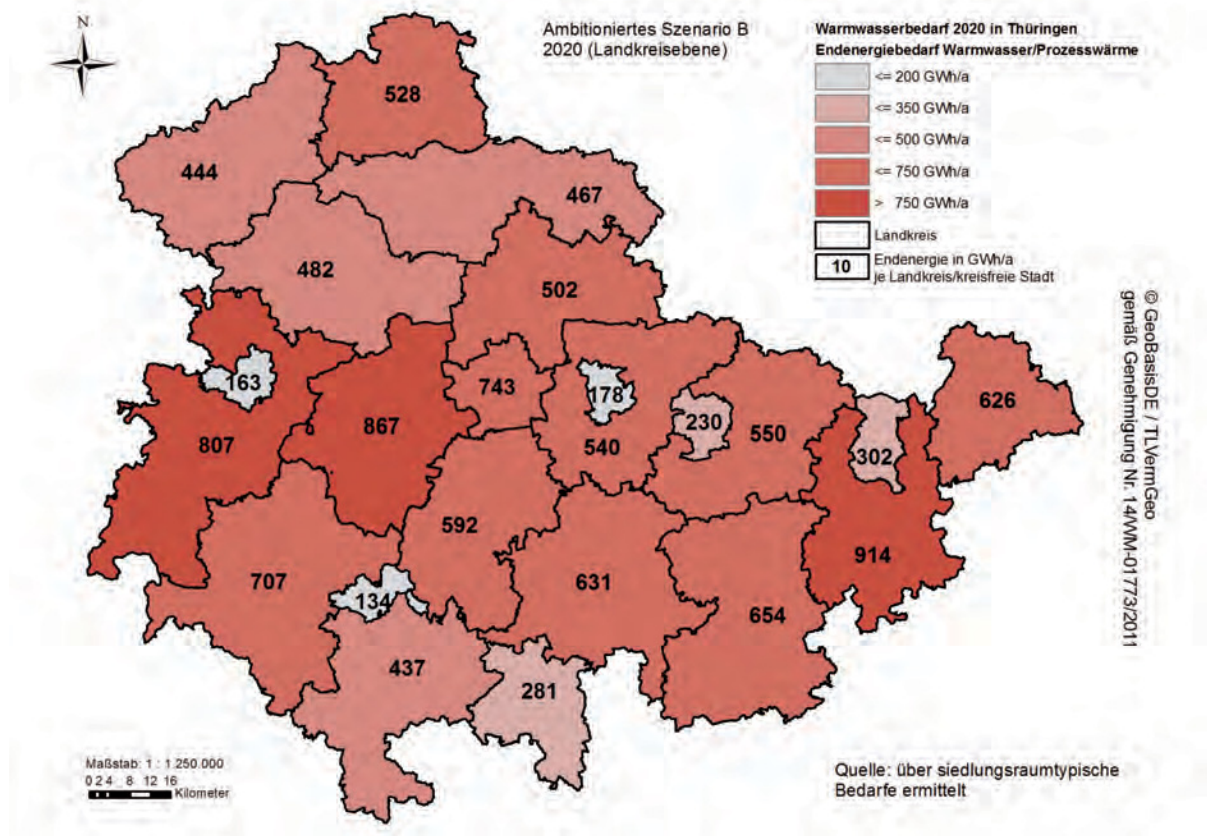 N
Ambitioniertes Szenario B
2020 (Landkreisebene)
Warmwasserbedarf 2020 in Thüringen
Endenergiebedarf Warmwasser/Prozesswärme
<= 200 GWh/a
<= 350 GWh/a
<= 500 GWh/a
<= 750 GWh/a
> 750 GWh/a
Landkreis
10 Endenergie in GWh/a
je Landkreis/kreisfreie Stadt
528
444
467
482
502
163
743
178
626
807
867
230
550
540
302
592
914
707
631
134
654
437
281
© GeoBasisDE / TLVermGeo
gemäß Genehmigung Nr. 14/WM-01773/2011
Maßstab: 1 : 1.250.000
0 2 4 8 12 16
Kilometer
Quelle: über siedlungsraumtypische
Bedarfe ermittelt